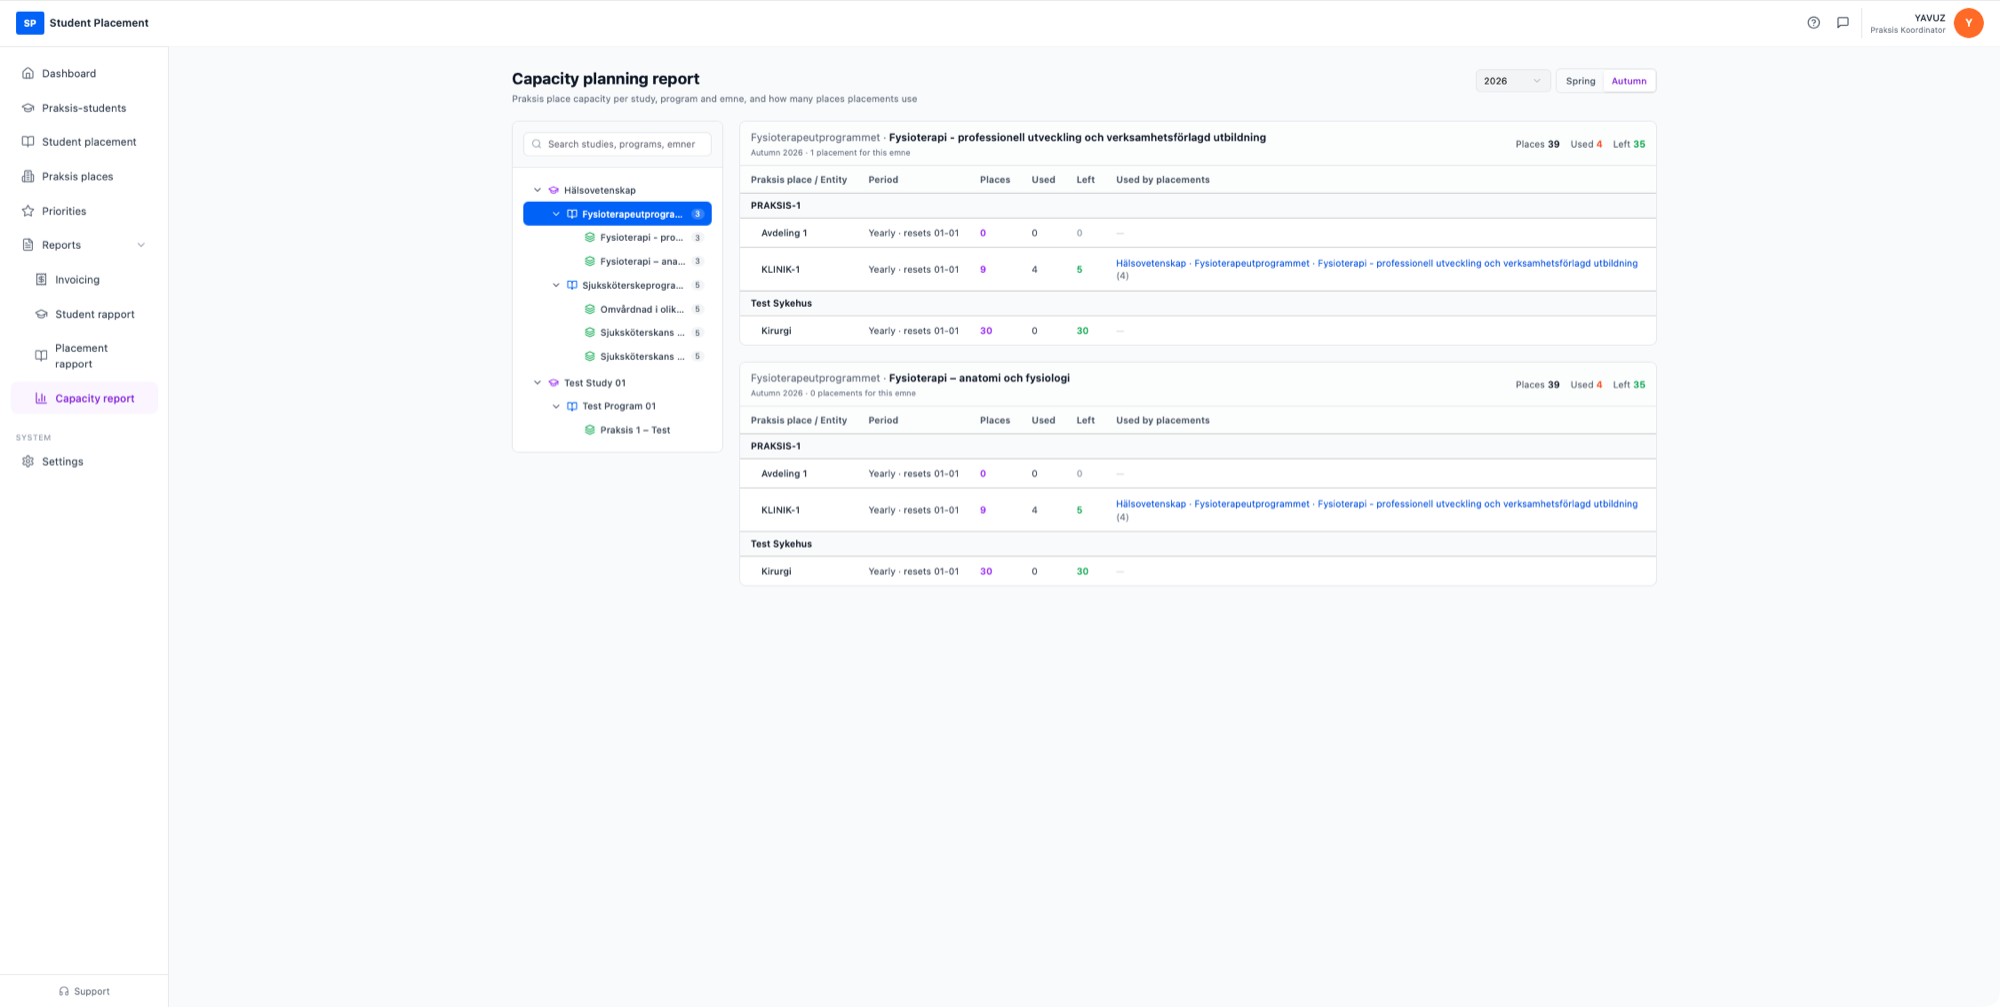 SP Student Placement
YAVUZ
Praksis Koordinator
Y
Dashboard
Praksis-students
Student placement
Praksis places
Priorities
Reports
Invoicing
Student rapport
Placement
rapport
Capacity report
SYSTEM
Settings
Support
Capacity planning report
Praksis place capacity per study, program and emne, and how many places placements use
2026
Spring
Autumn
Search studies, programs, emner
Hälsovetenskap
Fysioterapeutprogra... 3
Fysioterapi - pro... 3
Fysioterapi – ana... 3
Sjuksköterskeprogra... 5
Omvårdnad i olik... 5
Sjuksköterskans ... 5
Sjuksköterskans ... 5
Test Study 01
Test Program 01
Praksis 1 – Test
Fysioterapeutprogrammet · Fysioterapi - professionell utveckling och verksamhetsförlagd utbildning
Autumn 2026 · 1 placement for this emne
Places 39 Used 4 Left 35
Praksis place / Entity Period Places Used Left Used by placements
PRAKSIS-1
Avdeling 1 Yearly · resets 01-01 0 0 0 —
KLINIK-1 Yearly · resets 01-01 9 4 5 Hälsovetenskap · Fysioterapeutprogrammet · Fysioterapi - professionell utveckling och verksamhetsförlagd utbildning
(4)
Test Sykehus
Kirurgi Yearly · resets 01-01 30 0 30 —
Fysioterapeutprogrammet · Fysioterapi – anatomi och fysiologi
Autumn 2026 · 0 placements for this emne
Places 39 Used 4 Left 35
Praksis place / Entity Period Places Used Left Used by placements
PRAKSIS-1
Avdeling 1 Yearly · resets 01-01 0 0 0 —
KLINIK-1 Yearly · resets 01-01 9 4 5 Hälsovetenskap · Fysioterapeutprogrammet · Fysioterapi - professionell utveckling och verksamhetsförlagd utbildning
(4)
Test Sykehus
Kirurgi Yearly · resets 01-01 30 0 30 —